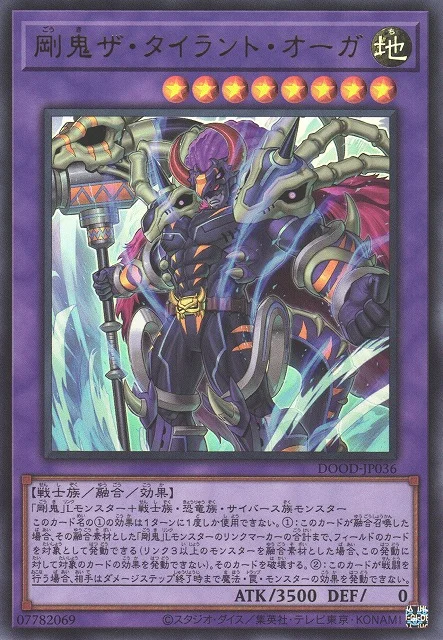 剛鬼ザ・タイラント・オーガ
地
DOOD-JP036
【戦士族／融合／効果】
「剛鬼」Lモンスター＋戦士族・恐竜族・サイバース族モンスター
このカード名の①の効果は1ターンに1度しか使用できない。①：このカードが融合召喚した
場合、その融合素材とした「剛鬼」Lモンスターのリンクマーカーの合計まで、フィールドのカード
を対象として発動できる（リンク3以上のモンスターを融合素材とした場合、この発動に
対して対象のカードの効果は発動できない）。そのカードを破壊する。②：このカードが戦闘
を行う場合、相手はダメージステップ終了時まで魔法・罠・モンスターの効果を発動できない。
ATK/3500 DEF/ 0
07782069
©スタジオ・ダイス/集英社・テレビ東京・KONAMI